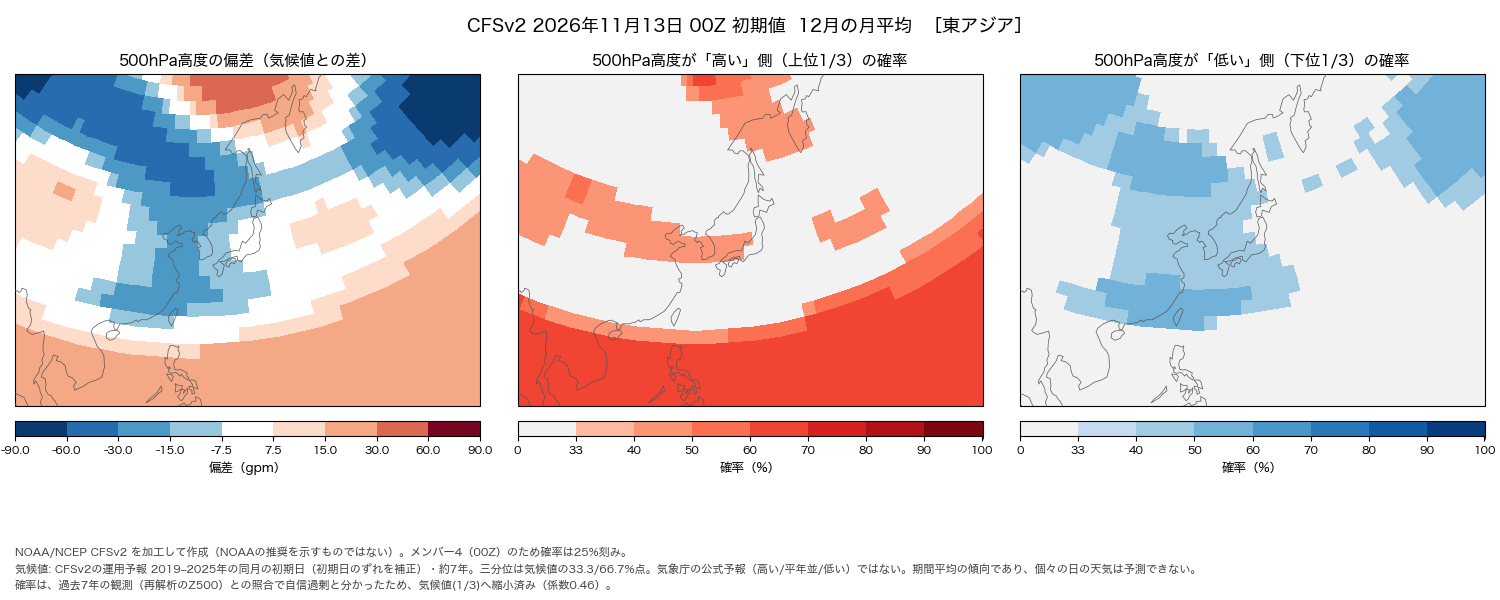 CFSv2 2026年11月13日 00Z 初期値 12月の月平均 ［東アジア］
500hPa高度の偏差（気候値との差）
500hPa高度が「高い」側（上位1/3）の確率
500hPa高度が「低い」側（下位1/3）の確率
-90.0 -60.0 -30.0 -15.0 -7.5 7.5 15.0 30.0 60.0 90.0
偏差（gpm）
0 33 40 50 60 70 80 90 100
確率（%）
0 33 40 50 60 70 80 90 100
確率（%）
NOAA/NCEP CFSv2 を加工して作成（NOAAの推奨を示すものではない）。メンバー4（00Z）のため確率は25%刻み。
気候値: CFSv2の運用予報 2019–2025年の同月の初期日（初期日のずれを補正）・約7年。三分位は気候値の33.3/66.7%点。気象庁の公式予報（高い/平年並/低い）ではない。期間平均の傾向であり、個々の日の天気は予測できない。
確率は、過去7年の観測（再解析のZ500）との照合で自信過剰と分かったため、気候値(1/3)へ縮小済み（係数0.46）。